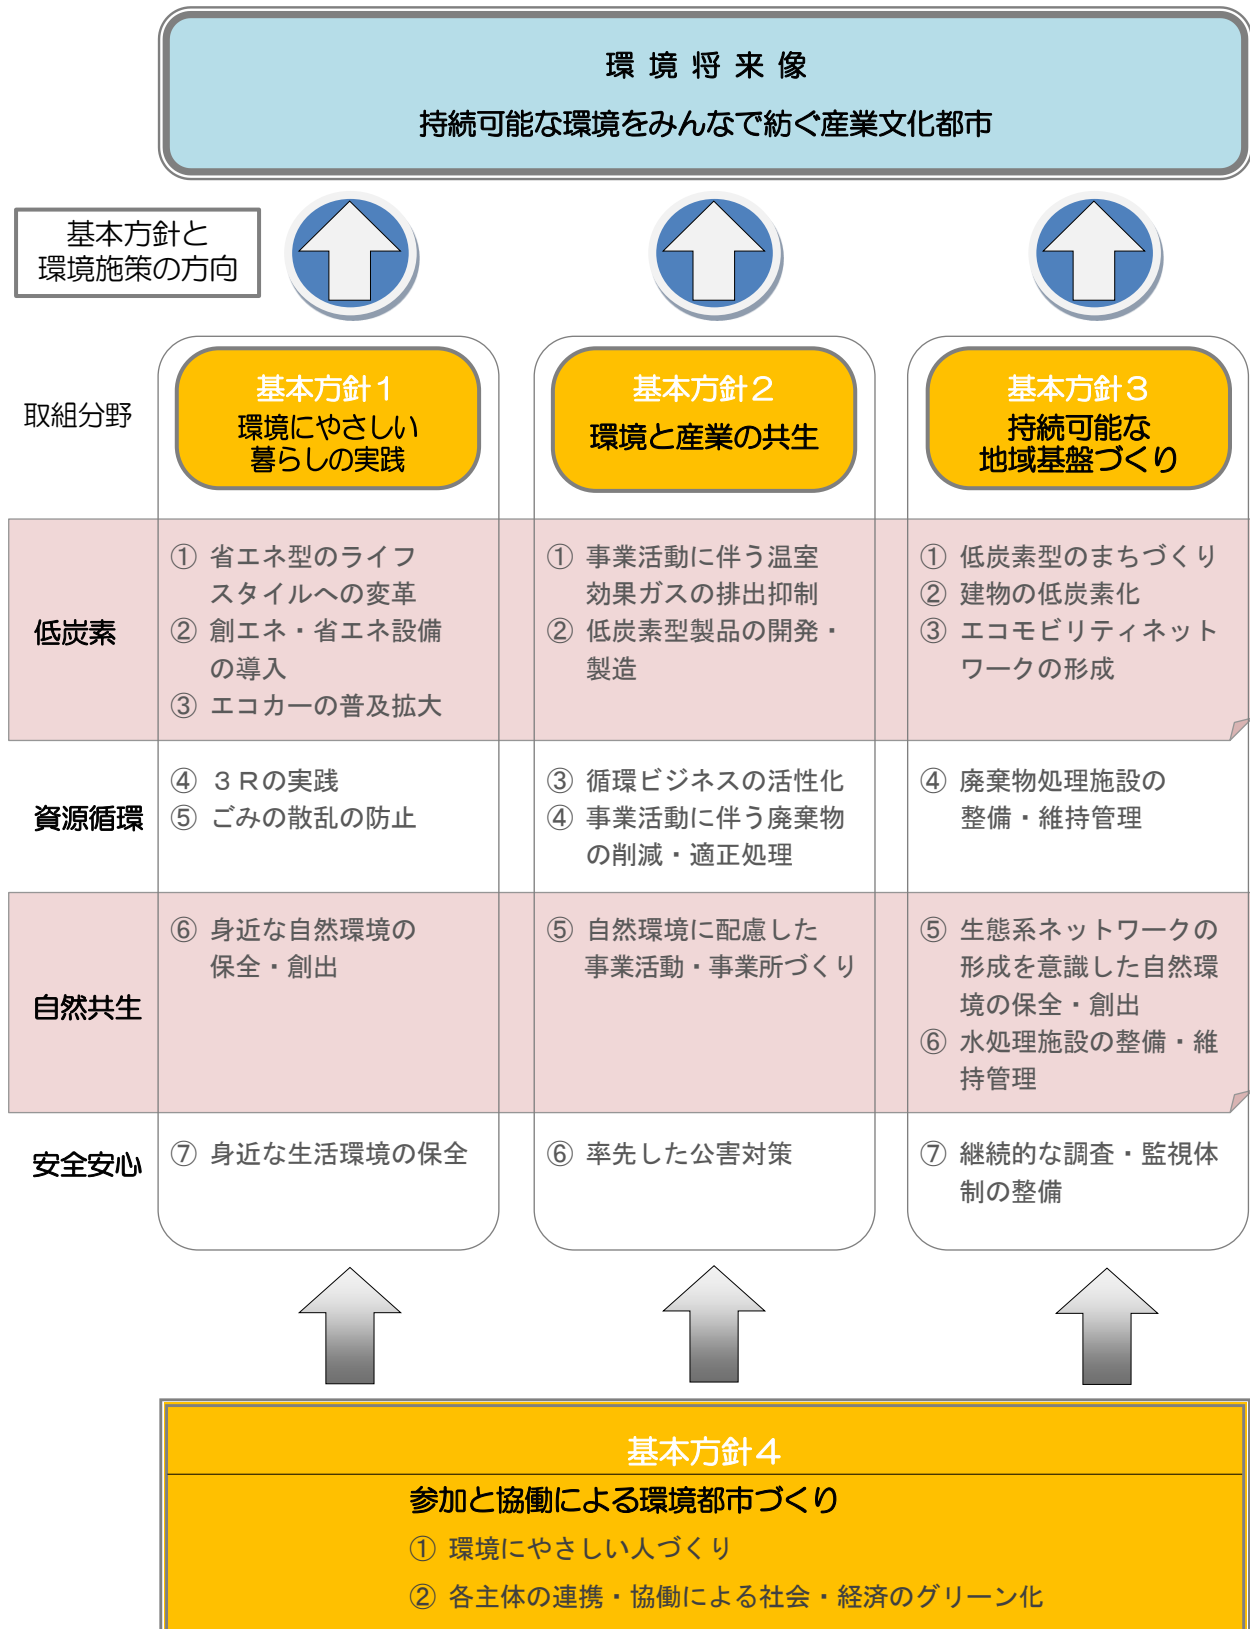 環境将来像
持続可能な環境をみんなで紡ぐ産業文化都市
基本方針と
環境施策の方向
取組分野
基本方針１
環境にやさしい
暮らしの実践
基本方針２
環境と産業の共生
基本方針３
持続可能な
地域基盤づくり
低炭素
① 省エネ型のライフ
スタイルへの変革
② 創エネ・省エネ設備
の導入
③ エコカーの普及拡大
① 事業活動に伴う温室
効果ガスの排出抑制
② 低炭素型製品の開発・
製造
① 低炭素型のまちづくり
② 建物の低炭素化
③ エコモビリティネット
ワークの形成
資源循環
④ ３Ｒの実践
⑤ ごみの散乱の防止
③ 循環ビジネスの活性化
④ 事業活動に伴う廃棄物
の削減・適正処理
④ 廃棄物処理施設の
整備・維持管理
自然共生
⑥ 身近な自然環境の
保全・創出
⑤ 自然環境に配慮した
事業活動・事業所づくり
⑤ 生態系ネットワークの
形成を意識した自然環
境の保全・創出
⑥ 水処理施設の整備・維
持管理
安全安心
⑦ 身近な生活環境の保全
⑥ 率先した公害対策
⑦ 継続的な調査・監視体
制の整備
基本方針４
参加と協働による環境都市づくり
① 環境にやさしい人づくり
② 各主体の連携・協働による社会・経済のグリーン化